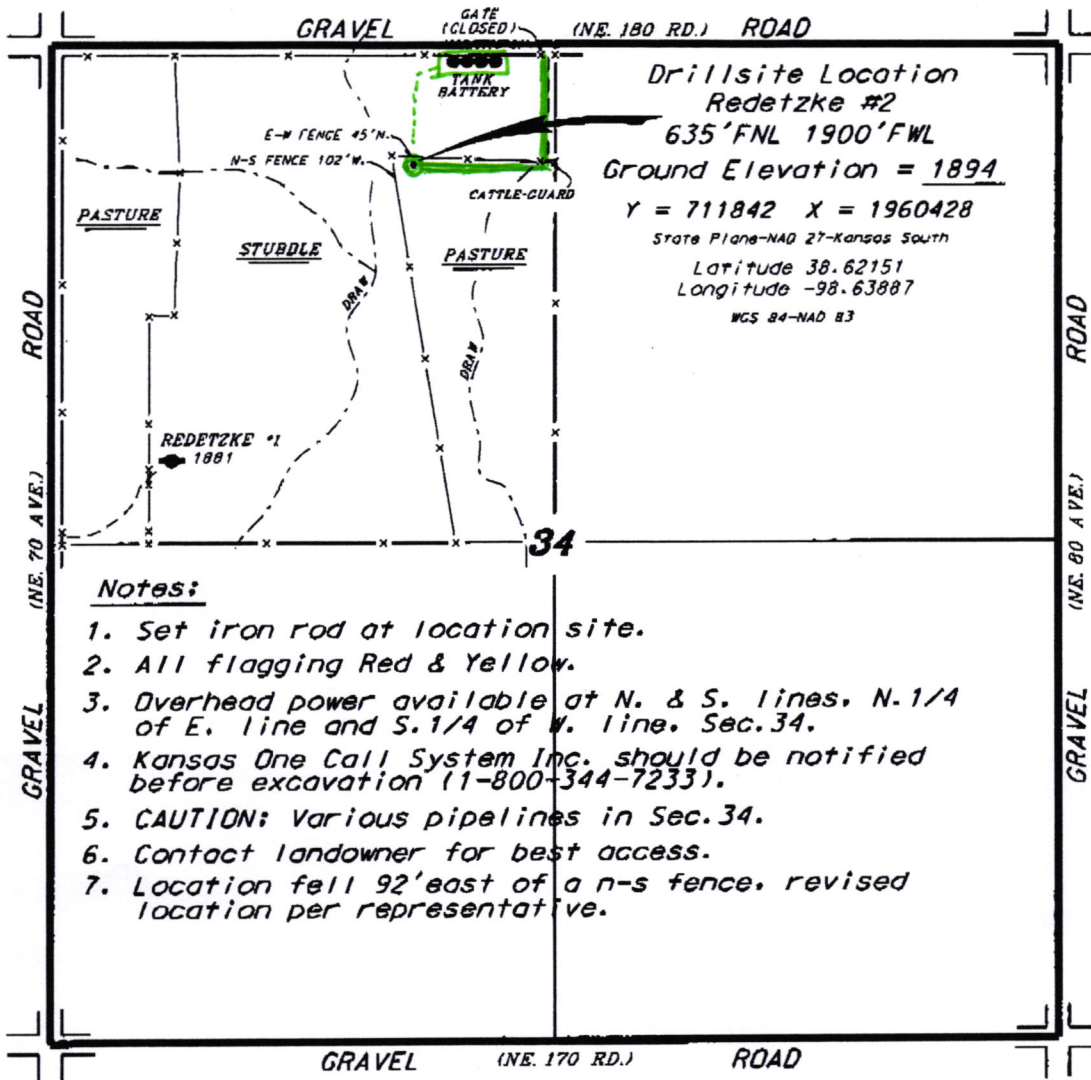 GRAVEL (NE. 180 RD.) ROAD
GATE
(CLOSED)
TANK
BATTERY
Drillsite Location
Redetzke #2
635'FNL 1900'FWL
Ground Elevation = 1894
Y = 711842 X = 1960428
State Plane-NAD 27-Kansas South
Latitude 38.62151
Longitude -98.63887
WGS 84-NAD 83
E-W FENCE 45'N.
N-S FENCE 102'W.
CATTLE-GUARD
PASTURE
STUBDLE
PASTURE
DRAW
DRAW
REDETZKE #1
1881
34
GRAVEL (NE. 70 AVE.) ROAD
GRAVEL (NE. 80 AVE.) ROAD
Notes:
1. Set iron rod at location site.
2. All flagging Red & Yellow.
3. Overhead power available at N. & S. lines, N.1/4
of E. line and S.1/4 of W. line, Sec.34.
4. Kansas One Call System Inc. should be notified
before excavation (1-800-344-7233).
5. CAUTION: Various pipelines in Sec.34.
6. Contact landowner for best access.
7. Location fell 92'east of a n-s fence, revised
location per representative.
GRAVEL (NE. 170 RD.) ROAD